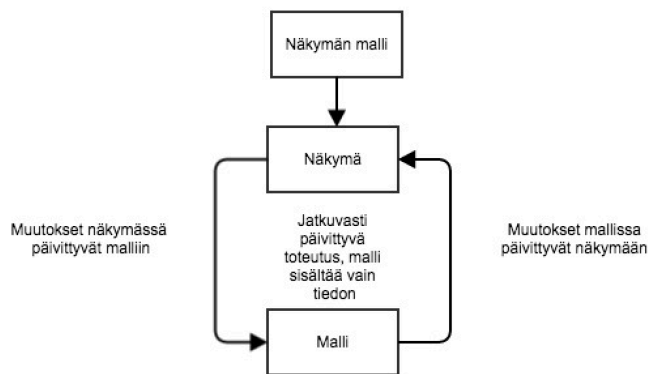 Näkymän malli
Näkymä
Muutokset näkymässä
päivittyvät malliin
Jatkuvasti
päivittyvä
toteutus, malli
sisältää vain
tiedon
Muutokset mallissa
päivittyvät näkymään
Malli